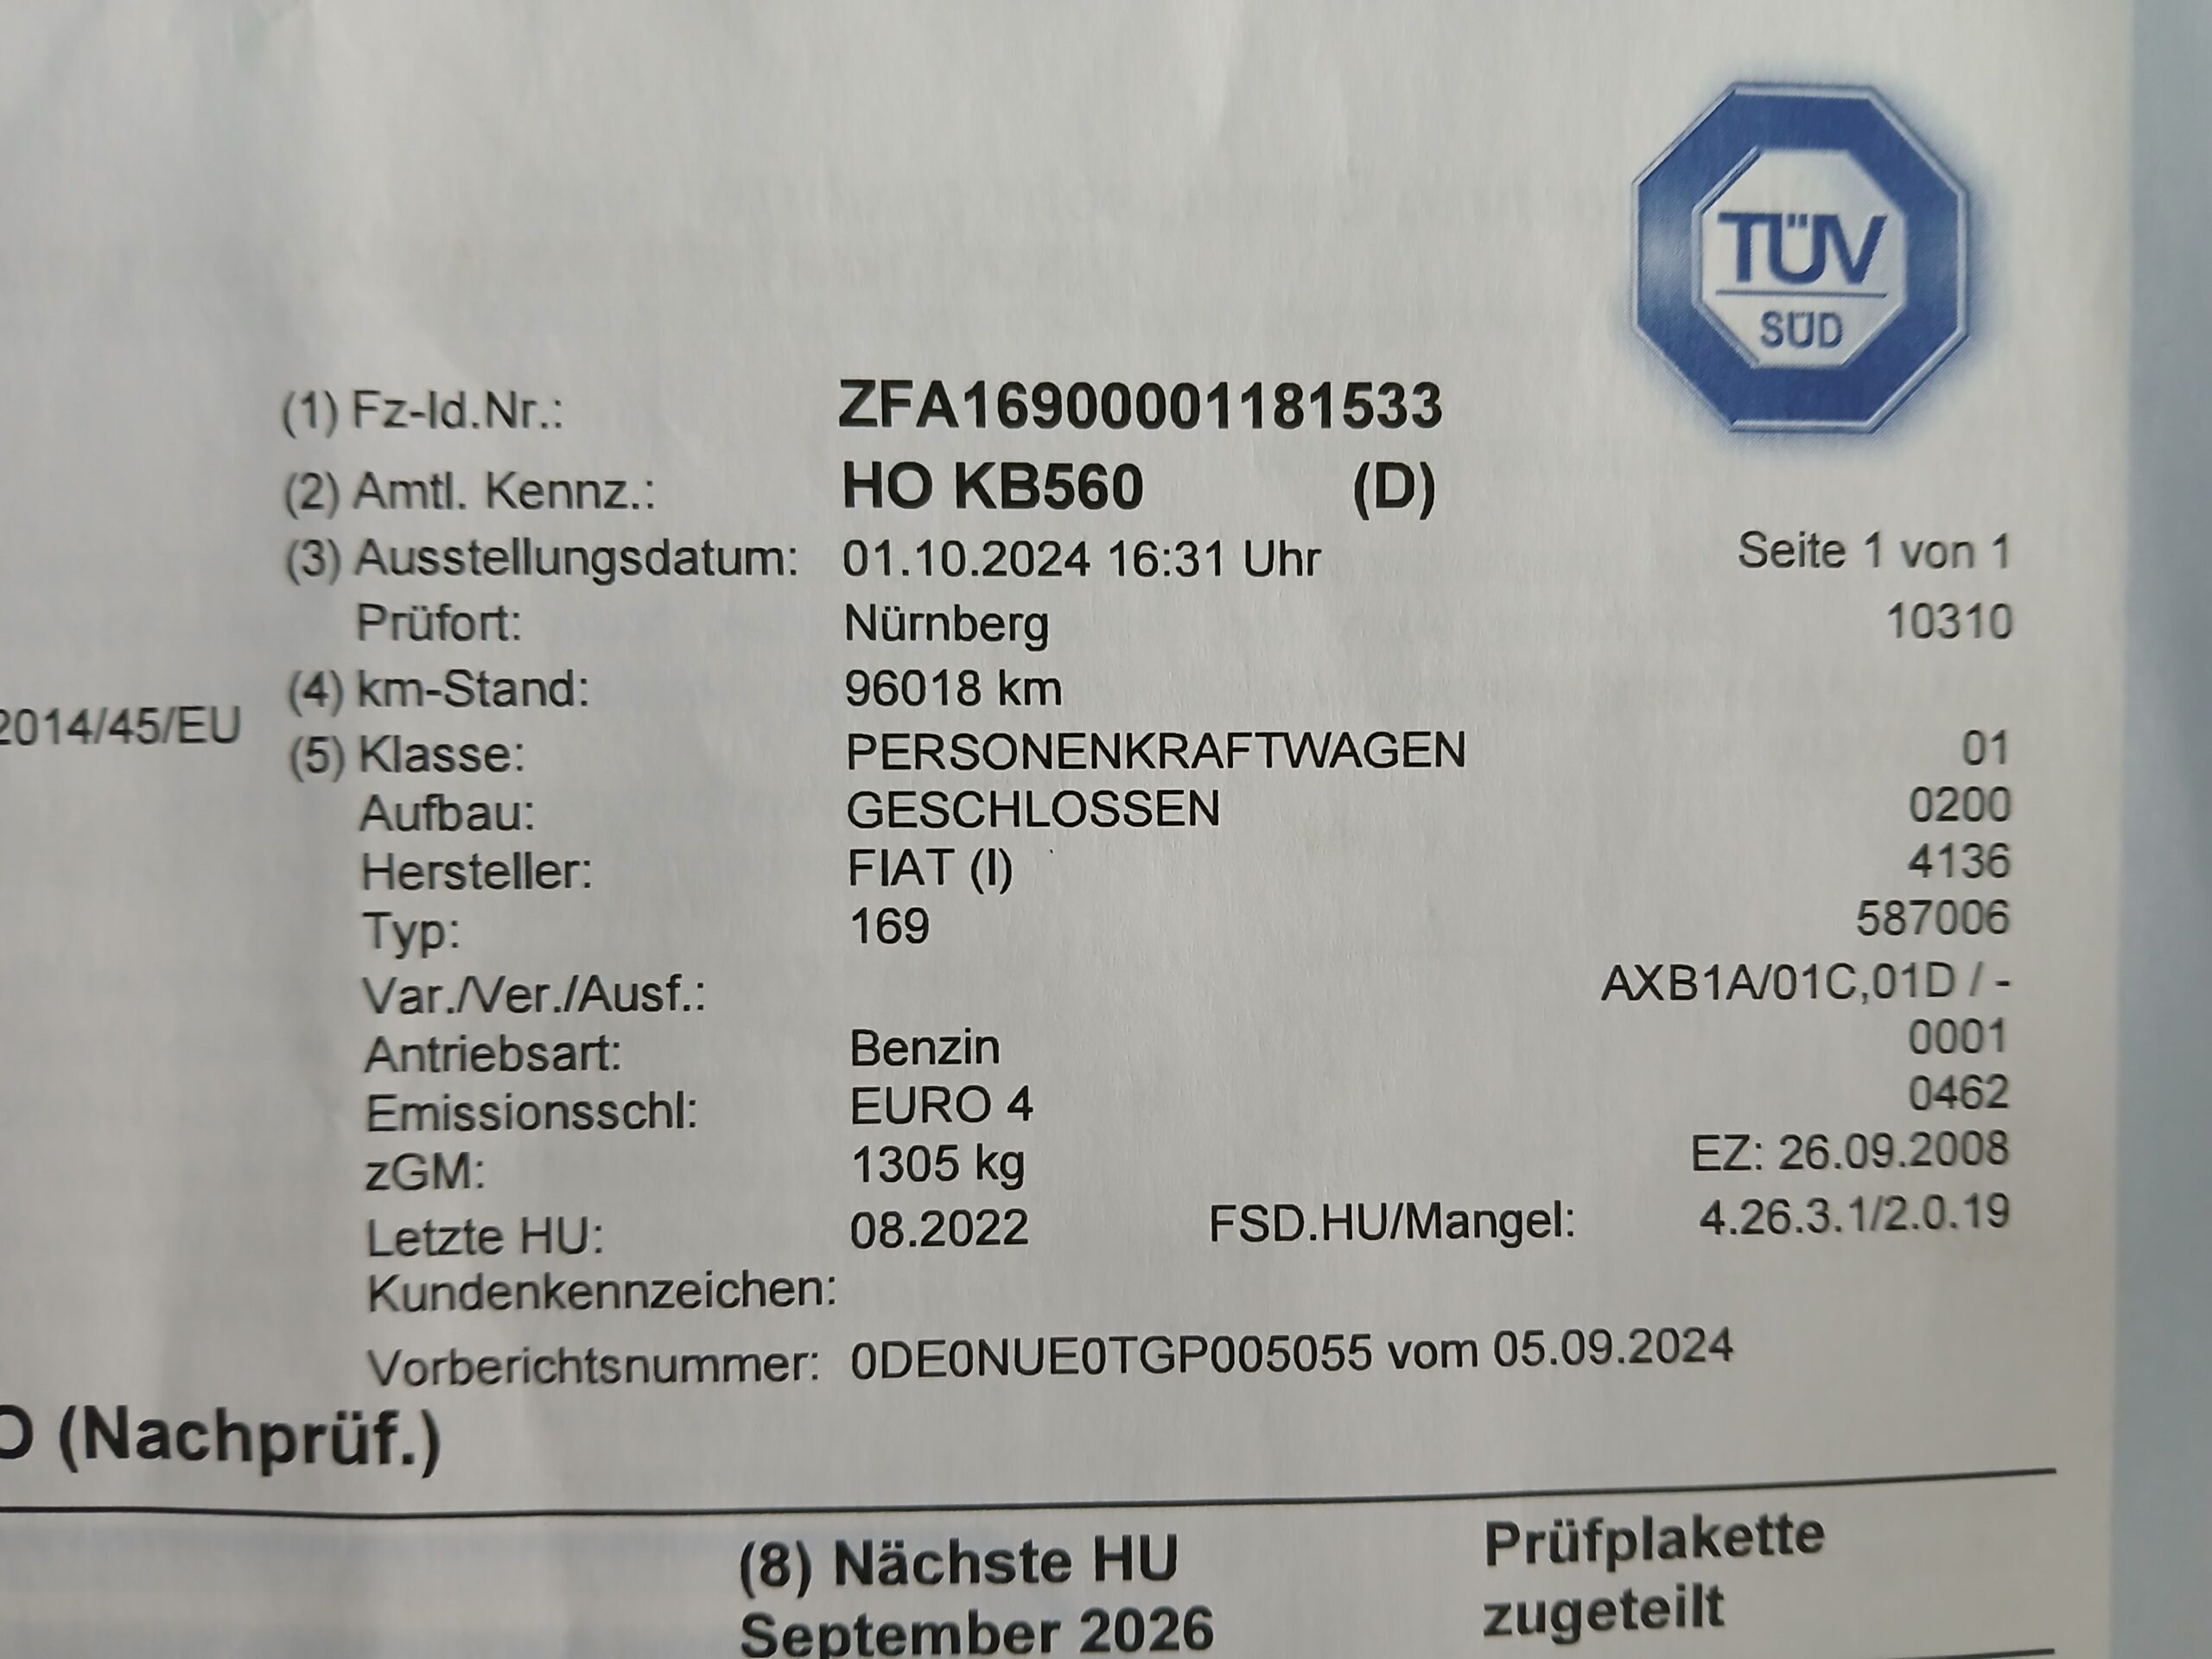 TÜV
SÜD
(1) Fz-Id.Nr.: ZFA16900001181533
(2) Amtl. Kennz.: HO KB560 (D)
(3) Ausstellungsdatum: 01.10.2024 16:31 Uhr Seite 1 von 1
Prüfort: Nürnberg 10310
(4) km-Stand: 96018 km
2014/45/EU
(5) Klasse: PERSONENKRAFTWAGEN 01
Aufbau: GESCHLOSSEN 0200
Hersteller: FIAT (I) 4136
Typ: 169 587006
Var./Ver./Ausf.: AXB1A/01C,01D / -
Antriebsart: Benzin 0001
Emissionsschl: EURO 4 0462
zGM: 1305 kg EZ: 26.09.2008
Letzte HU: 08.2022 FSD.HU/Mangel: 4.26.3.1/2.0.19
Kundenkennzeichen:
Vorberichtsnummer: 0DE0NUE0TGP005055 vom 05.09.2024
O (Nachprüf.)
(8) Nächste HU Prüfplakette
September 2026 zugeteilt